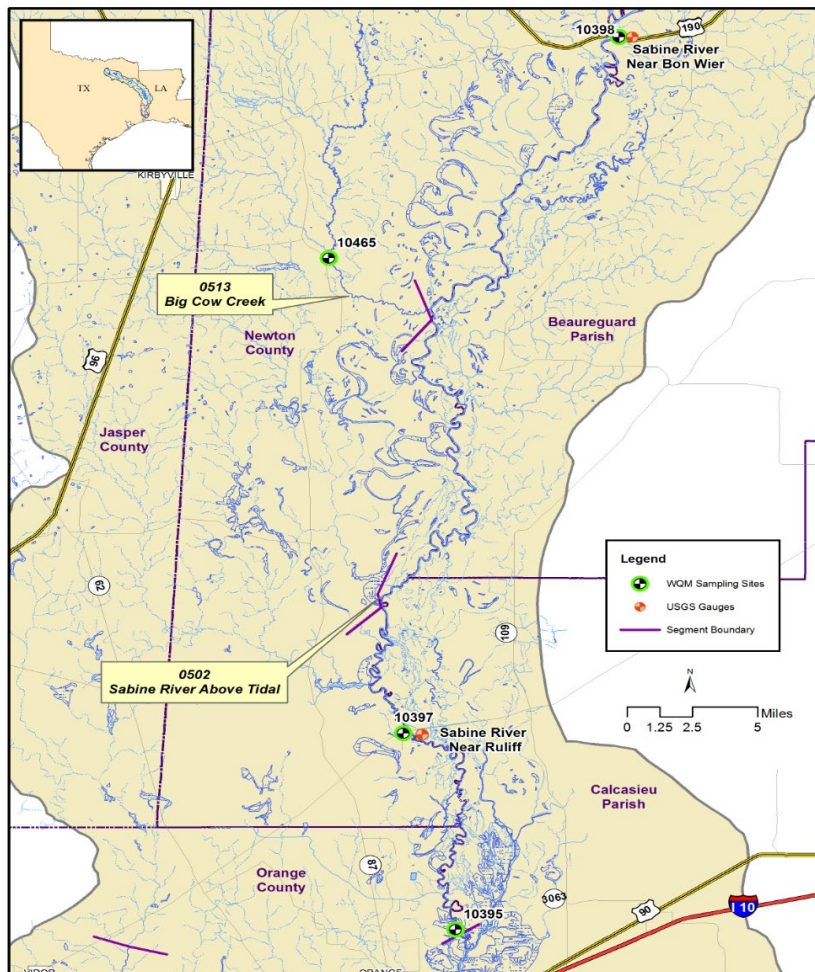 TX
LA
10398
190
Sabine River
Near Bon Wier
KIRBYVILLE
10465
0513
Big Cow Creek
Newton
County
Beaureguard
Parish
96
Jasper
County
Legend
WQM Sampling Sites
USGS Gauges
Segment Boundary
62
109
N
0502
Sabine River Above Tidal
Miles
0 1.25 2.5 5
10397
Sabine River
Near Ruliff
Calcasieu
Parish
87
Orange
County
3063
90
I 10
10395
VIDOR
ORANGE